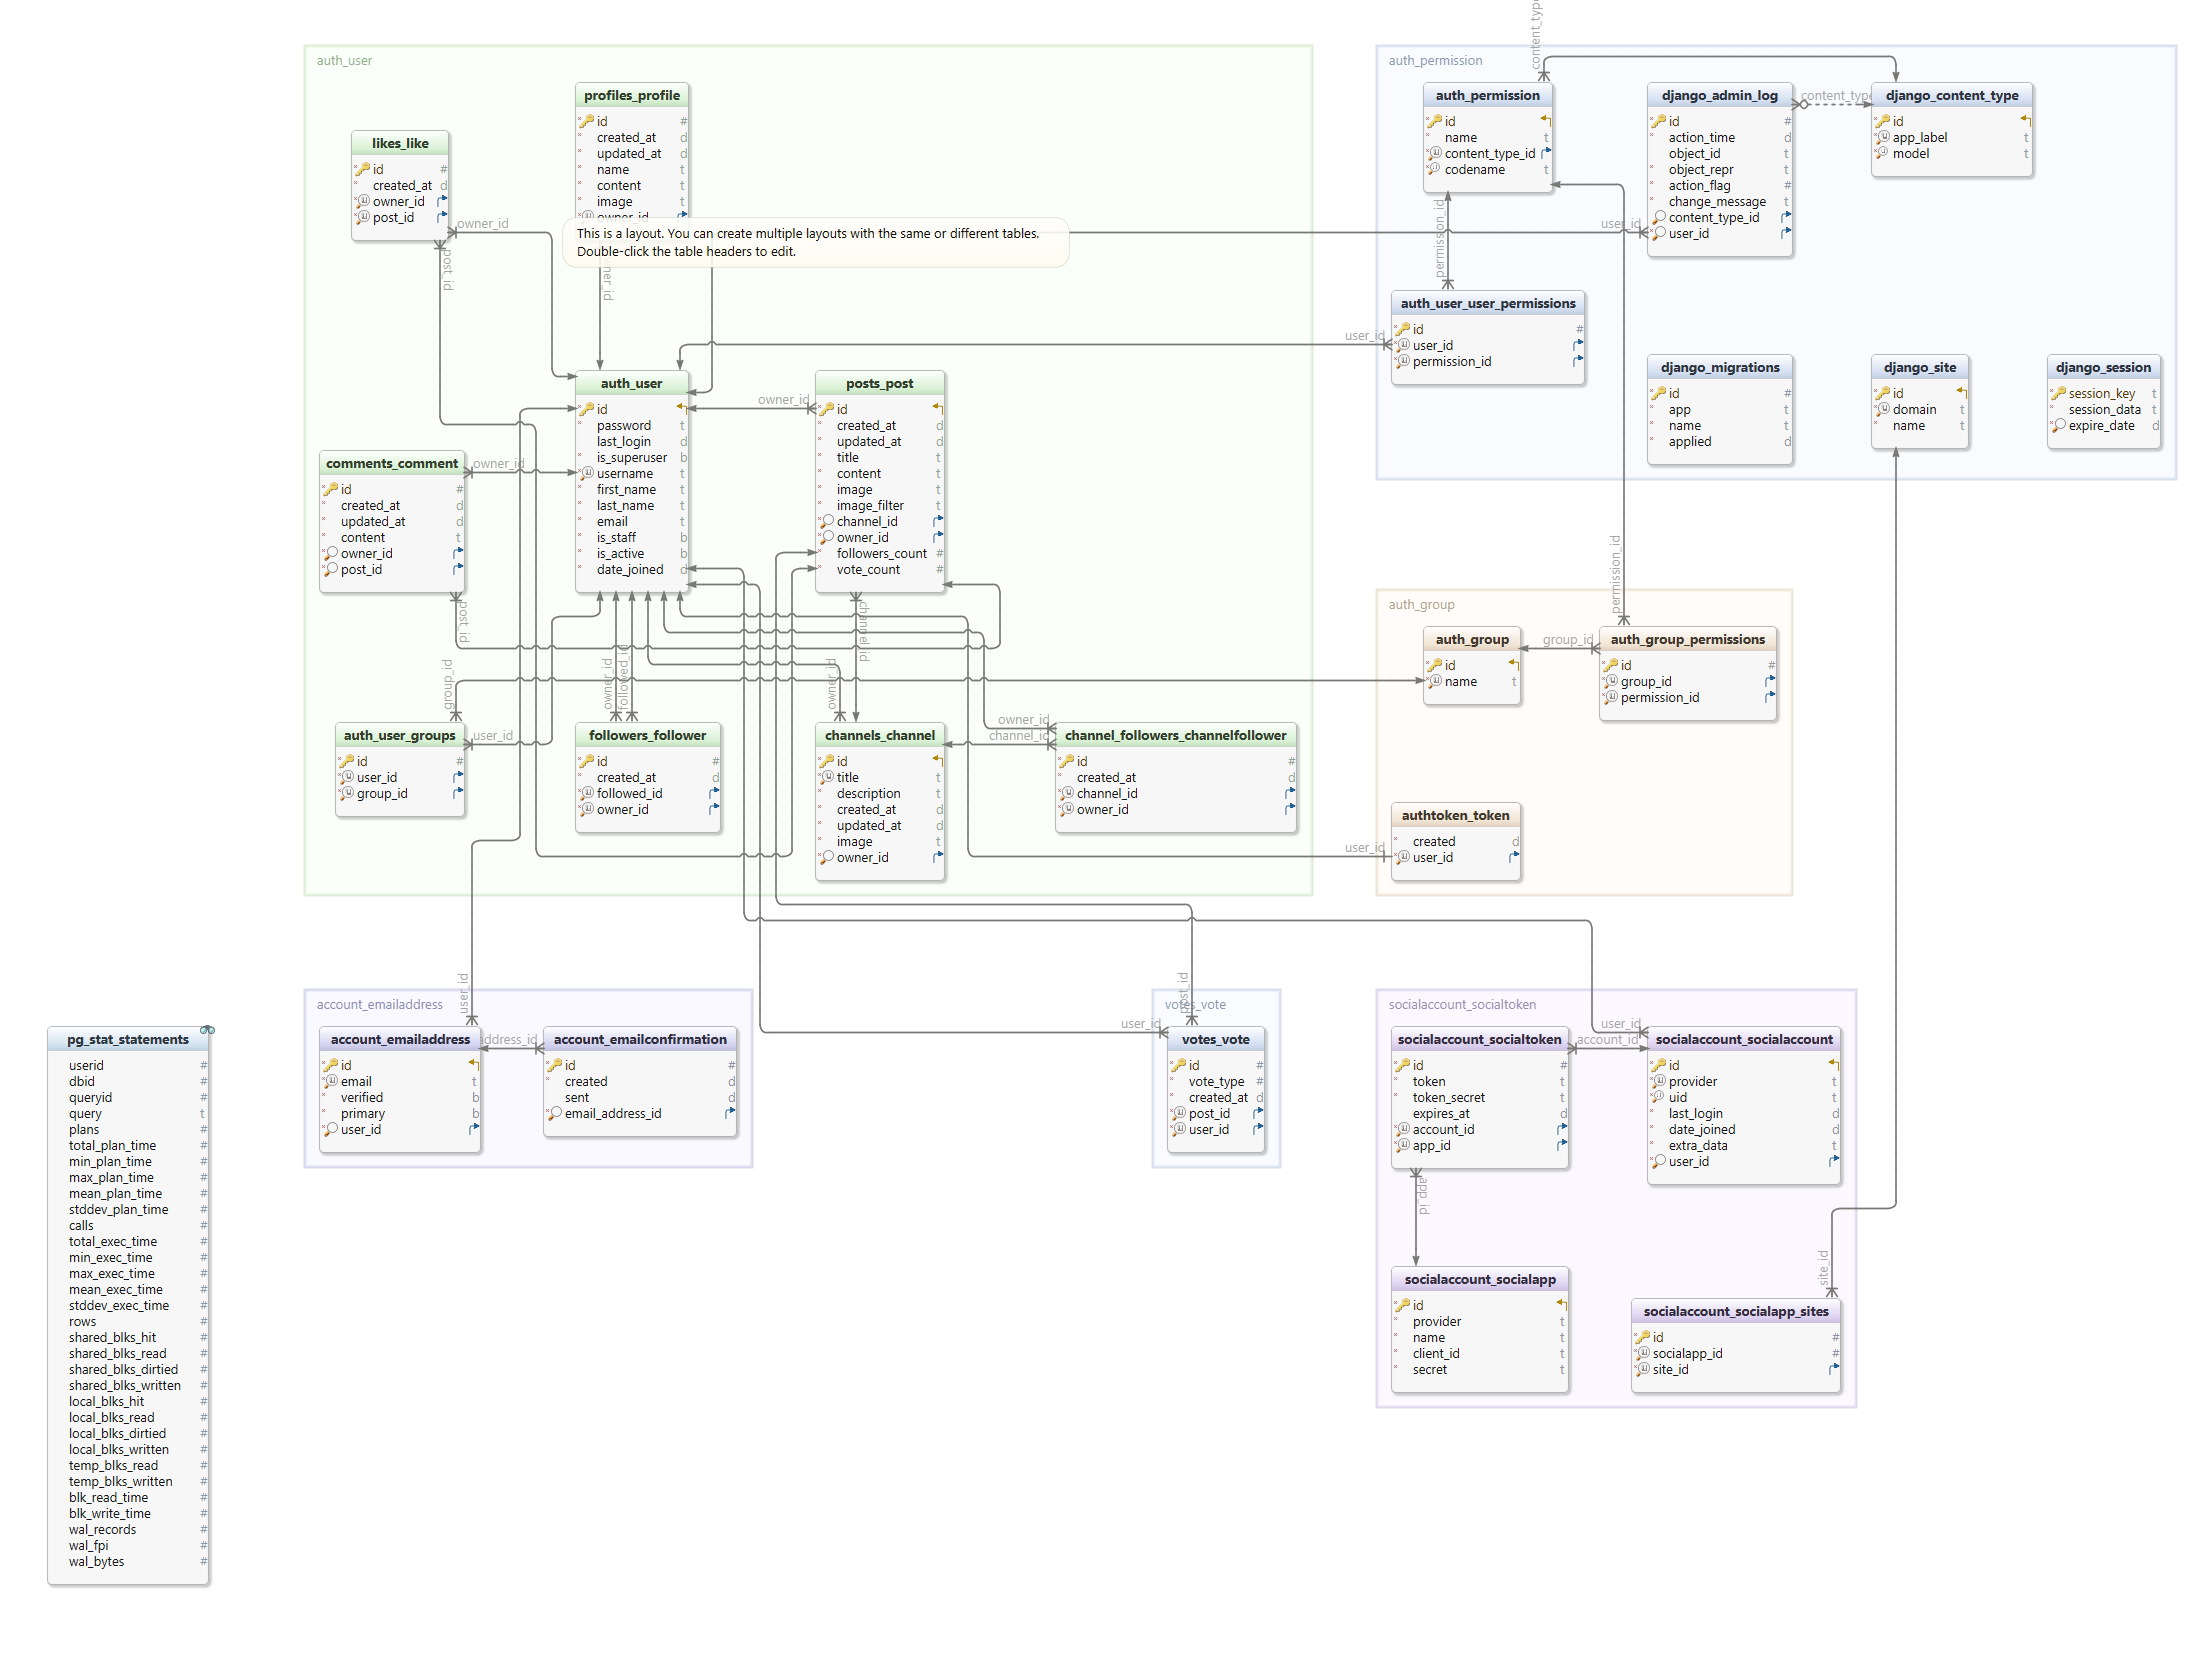 content_type
auth_user
auth_permission
profiles_profile
id #
created_at d
updated_at d
name t
content t
image t
owner_id
likes_like
id #
created_at d
owner_id
post_id
owner_id
post_id
This is a layout. You can create multiple layouts with the same or different tables.
Double-click the table headers to edit.
ner_id
auth_permission
id
name t
content_type_id
codename t
django_admin_log
id #
action_time d
object_id t
object_repr t
action_flag #
change_message t
content_type_id
user_id
content_type
django_content_type
id
app_label t
model t
user_id
permission_id
auth_user_user_permissions
id #
user_id
permission_id
user_id
django_migrations
id #
app t
name t
applied d
django_site
id
domain t
name t
django_session
session_key t
session_data t
expire_date d
auth_user
id
password t
last_login d
is_superuser b
username t
first_name t
last_name t
email t
is_staff b
is_active b
date_joined d
owner_id
posts_post
id
created_at d
updated_at d
title t
content t
image t
image_filter t
channel_id
owner_id
followers_count #
vote_count #
comments_comment
id #
created_at d
updated_at d
content t
owner_id
post_id
owner_id
post_id
channel_id
group_id
owner_id
followed_id
owner_id
permission_id
auth_group
auth_group
id
name t
group_id
auth_group_permissions
id #
group_id
permission_id
auth_user_groups
id #
user_id
group_id
user_id
followers_follower
id #
created_at d
followed_id
owner_id
channels_channel
id
title t
description t
created_at d
updated_at d
image t
owner_id
owner_id
channel_id
channel_followers_channelfollower
id #
created_at d
channel_id
owner_id
authtoken_token
created d
user_id
user_id
account_emailaddress
user_id
account_emailaddress
id
email t
verified b
primary b
user_id
address_id
account_emailconfirmation
id #
created d
sent d
email_address_id
votes_vote
post_id
user_id
votes_vote
id #
vote_type #
created_at d
post_id
user_id
socialaccount_socialtoken
user_id
socialaccount_socialtoken
id #
token t
token_secret t
expires_at d
account_id
app_id
account_id
socialaccount_socialaccount
id
provider t
uid t
last_login d
date_joined d
extra_data t
user_id
app_id
socialaccount_socialapp
id
provider t
name t
client_id t
secret t
site_id
socialaccount_socialapp_sites
id #
socialapp_id #
site_id
pg_stat_statements
userid #
dbid #
queryid #
query t
plans #
total_plan_time #
min_plan_time #
max_plan_time #
mean_plan_time #
stddev_plan_time #
calls #
total_exec_time #
min_exec_time #
max_exec_time #
mean_exec_time #
stddev_exec_time #
rows #
shared_blks_hit #
shared_blks_read #
shared_blks_dirtied #
shared_blks_written #
local_blks_hit #
local_blks_read #
local_blks_dirtied #
local_blks_written #
temp_blks_read #
temp_blks_written #
blk_read_time #
blk_write_time #
wal_records #
wal_fpi #
wal_bytes #